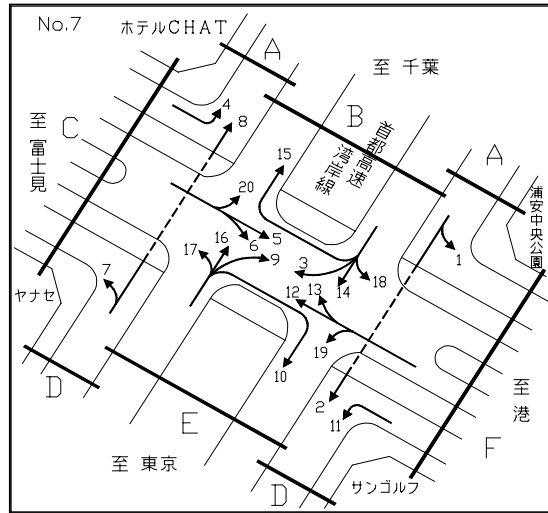 No.7
ホテルCHAT
A
至 千葉
B
4
8
C
至 富士見
首都高速
湾岸線
A
浦安中央公園
15
20
5
6
1
16
17
9
3
14
18
7
12
13
ヤナセ
19
10
2
11
至 港
D
E
F
至 東京
D
サンゴルフ